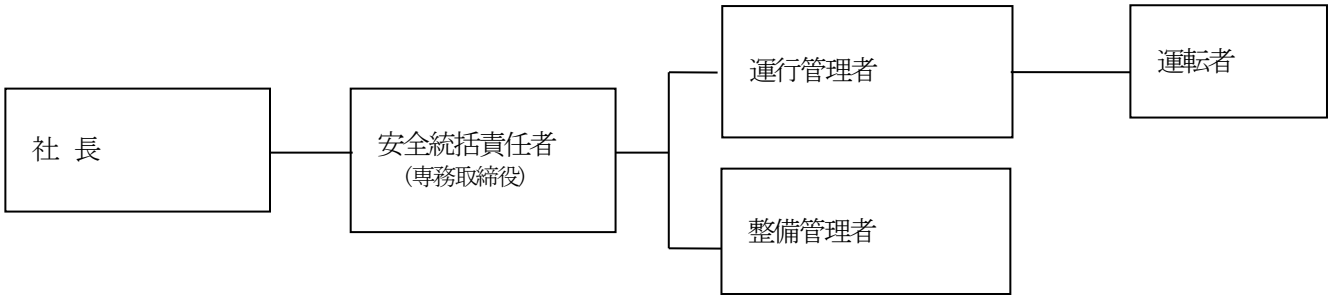 社 長
安全統括責任者
(専務取締役)
運行管理者
運転者
整備管理者